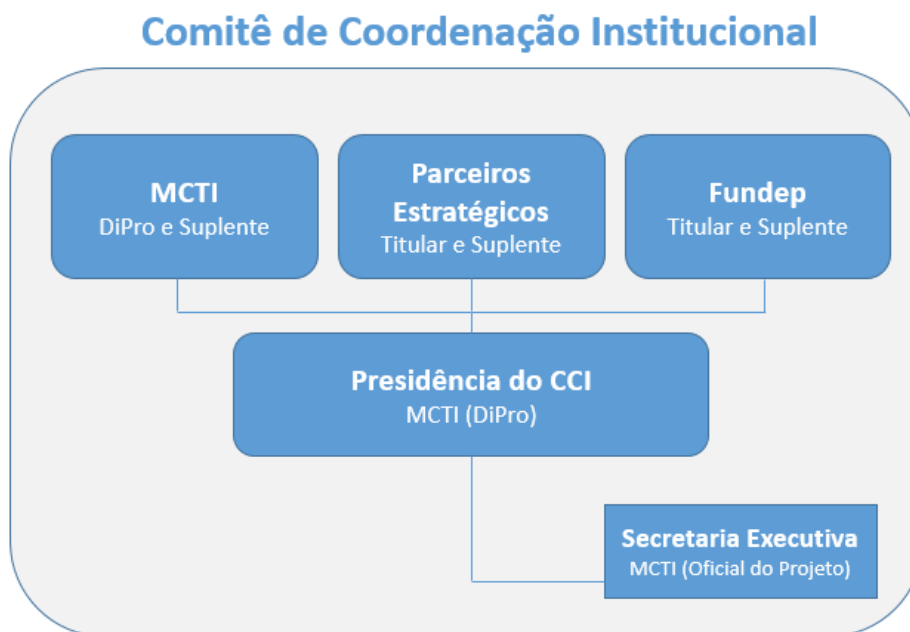 Comitê de Coordenação Institucional
MCTI
DiPro e Suplente
Parceiros
Estratégicos
Titular e Suplente
Fundep
Titular e Suplente
Presidência do CCI
MCTI (DiPro)
Secretaria Executiva
MCTI (Oficial do Projeto)